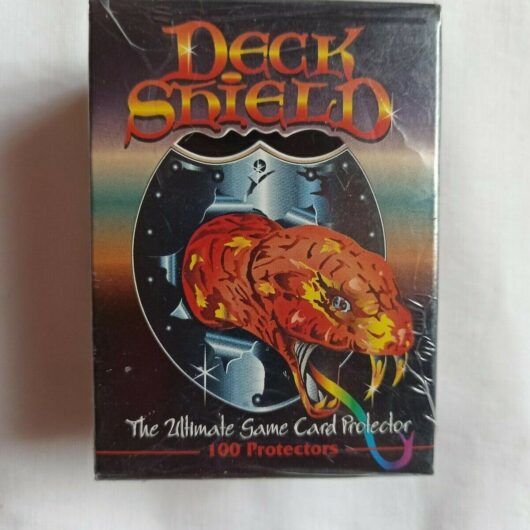 Deck
Shield
The Ultimate Game Card Protector
100 Protectors